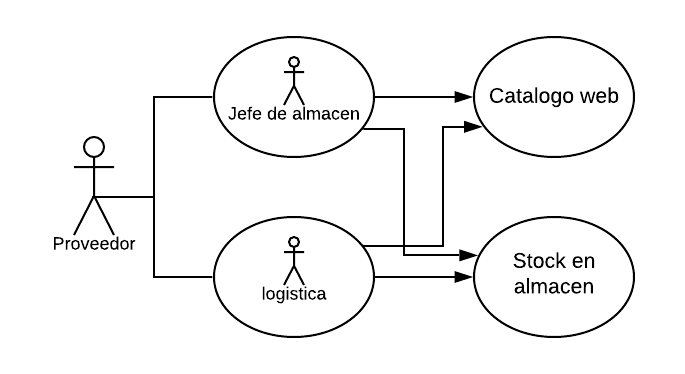 Jefe de almacen
Catalogo web
Proveedor
logistica
Stock en
almacen